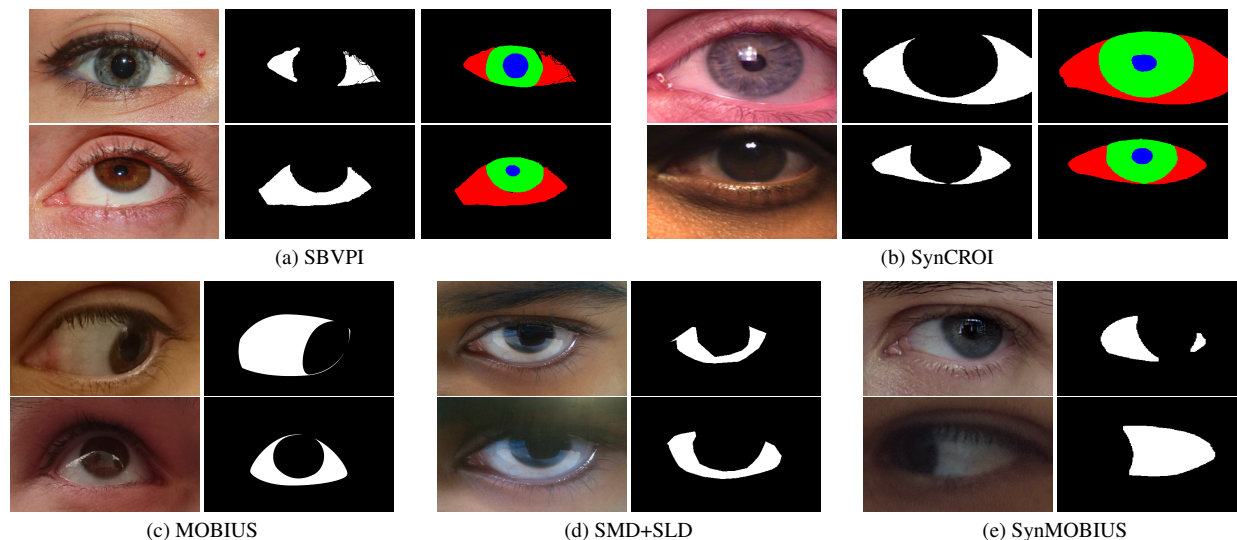 (a) SBVPI
(b) SynCROI
(c) MOBIUS
(d) SMD+SLD
(e) SynMOBIUS